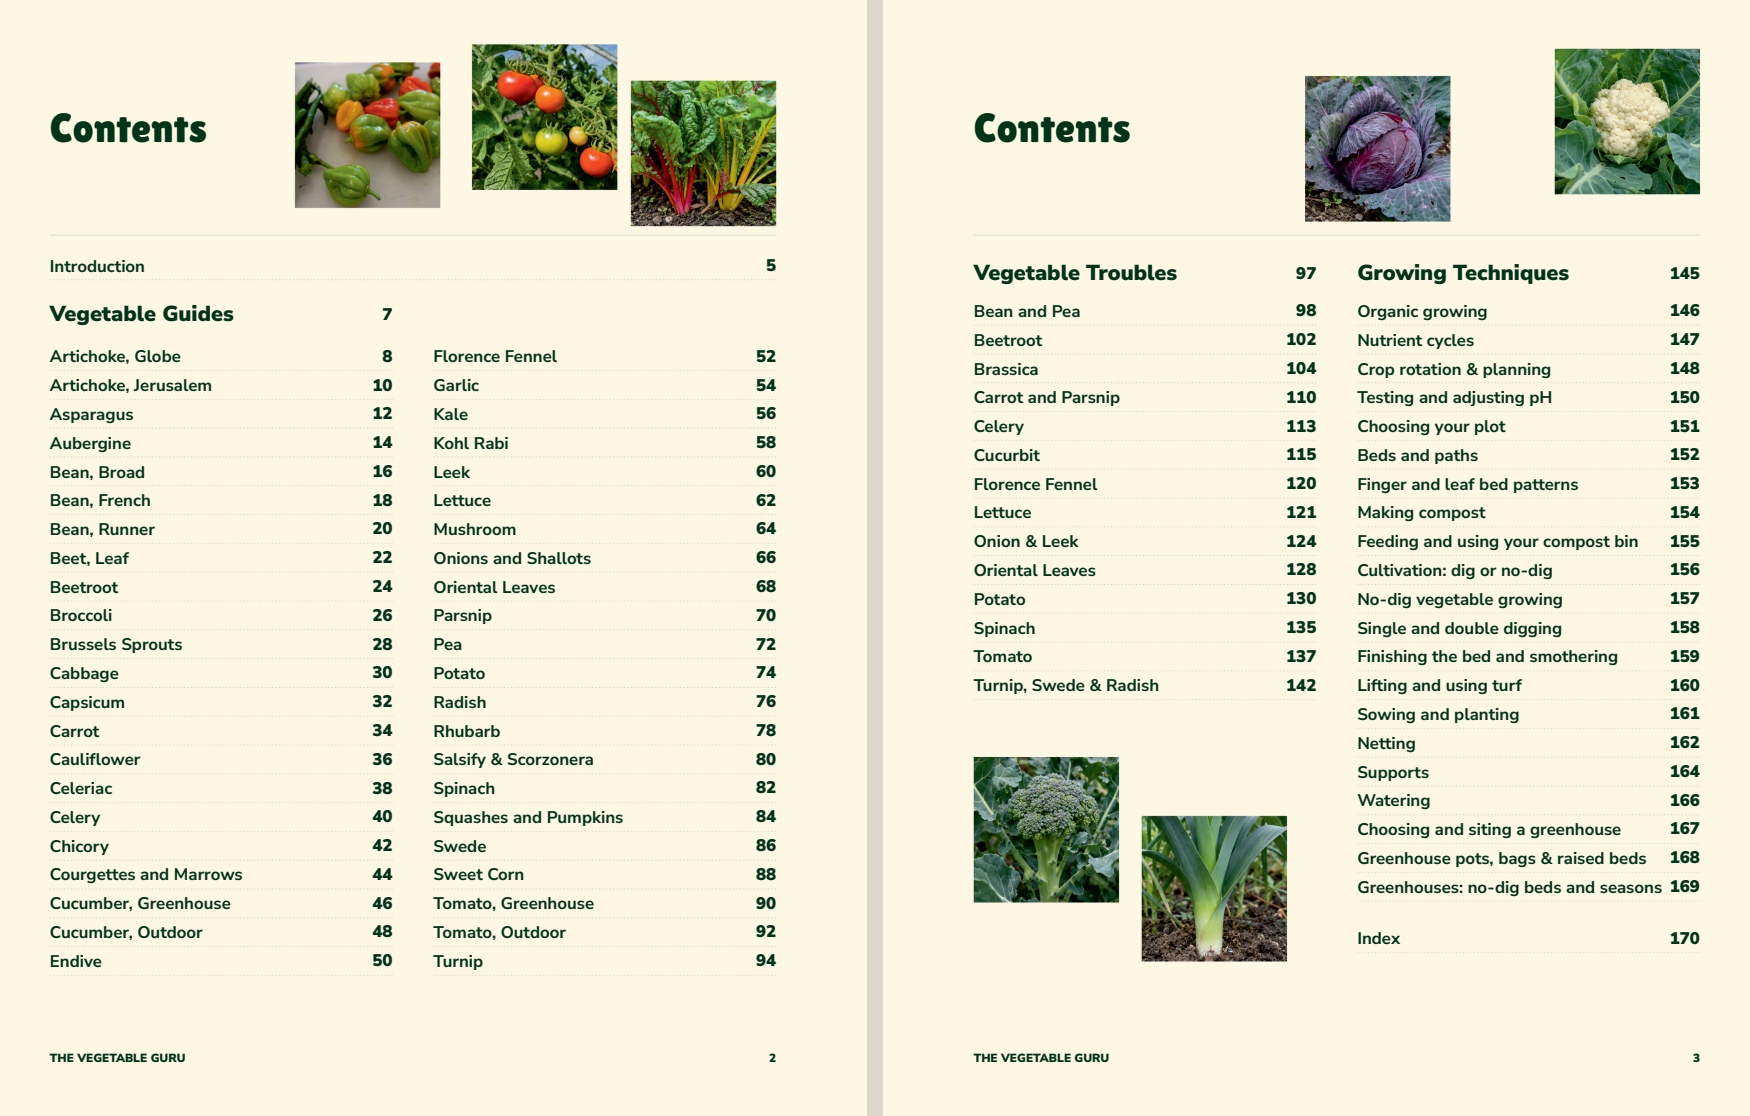 Contents
Introduction 5
Vegetable Guides 7
Artichoke, Globe 8
Artichoke, Jerusalem 10
Asparagus 12
Aubergine 14
Bean, Broad 16
Bean, French 18
Bean, Runner 20
Beet, Leaf 22
Beetroot 24
Broccoli 26
Brussels Sprouts 28
Cabbage 30
Capsicum 32
Carrot 34
Cauliflower 36
Celeriac 38
Celery 40
Chicory 42
Courgettes and Marrows 44
Cucumber, Greenhouse 46
Cucumber, Outdoor 48
Endive 50
Florence Fennel 52
Garlic 54
Kale 56
Kohl Rabi 58
Leek 60
Lettuce 62
Mushroom 64
Onions and Shallots 66
Oriental Leaves 68
Parsnip 70
Pea 72
Potato 74
Radish 76
Rhubarb 78
Salsify & Scorzonera 80
Spinach 82
Squashes and Pumpkins 84
Swede 86
Sweet Corn 88
Tomato, Greenhouse 90
Tomato, Outdoor 92
Turnip 94
THE VEGETABLE GURU 2
Contents
Vegetable Troubles 97
Bean and Pea 98
Beetroot 102
Brassica 104
Carrot and Parsnip 110
Celery 113
Cucurbit 115
Florence Fennel 120
Lettuce 121
Onion & Leek 124
Oriental Leaves 128
Potato 130
Spinach 135
Tomato 137
Turnip, Swede & Radish 142
Growing Techniques 145
Organic growing 146
Nutrient cycles 147
Crop rotation & planning 148
Testing and adjusting pH 150
Choosing your plot 151
Beds and paths 152
Finger and leaf bed patterns 153
Making compost 154
Feeding and using your compost bin 155
Cultivation: dig or no-dig 156
No-dig vegetable growing 157
Single and double digging 158
Finishing the bed and smothering 159
Lifting and using turf 160
Sowing and planting 161
Netting 162
Supports 164
Watering 166
Choosing and siting a greenhouse 167
Greenhouse pots, bags & raised beds 168
Greenhouses: no-dig beds and seasons 169
Index 170
THE VEGETABLE GURU 3